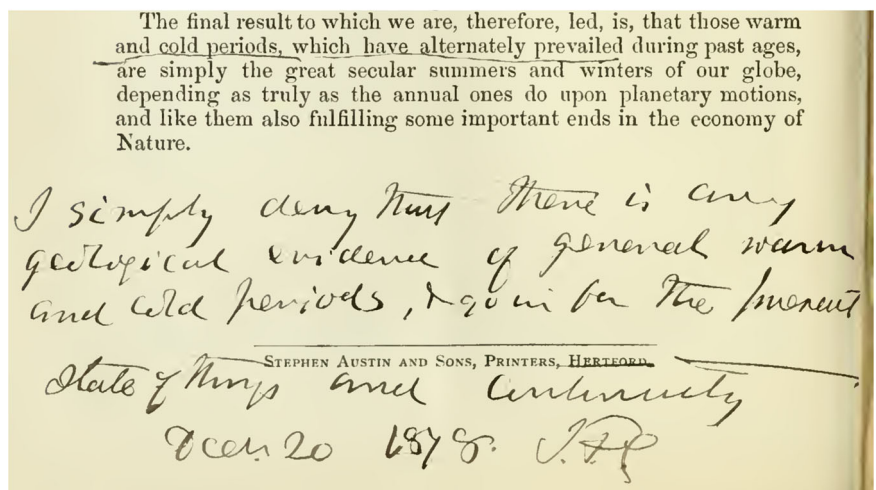 The final result to which we are, therefore, led, is, that those warm
and cold periods, which have alternately prevailed during past ages,
are simply the great secular summers and winters of our globe,
depending as truly as the annual ones do upon planetary motions,
and like them also fulfilling some important ends in the economy of
Nature.
I simply deny that there is any
geological evidence of general warm
and cold periods, & go in for the present
STEPHEN AUSTIN AND SONS, PRINTERS, HERTFORD.
state of things and continuity
20 1878.